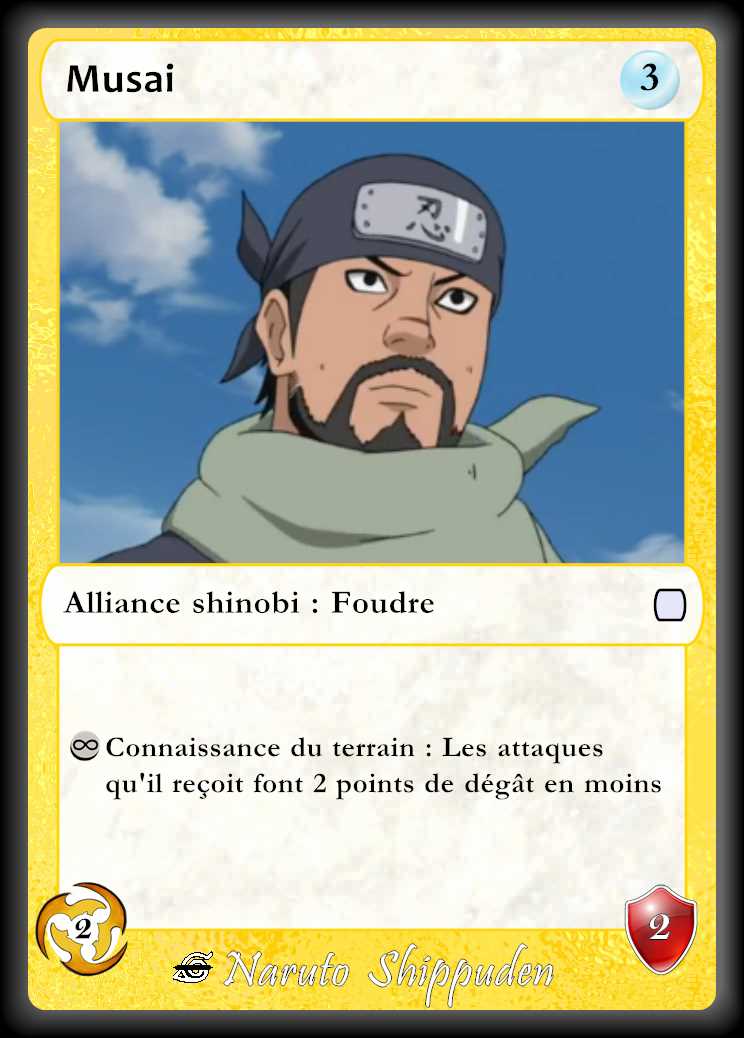 Musai
3
忍
Alliance shinobi : Foudre
∞ Connaissance du terrain : Les attaques
qu'il reçoit font 2 points de dégât en moins
2
2
Naruto Shippuden